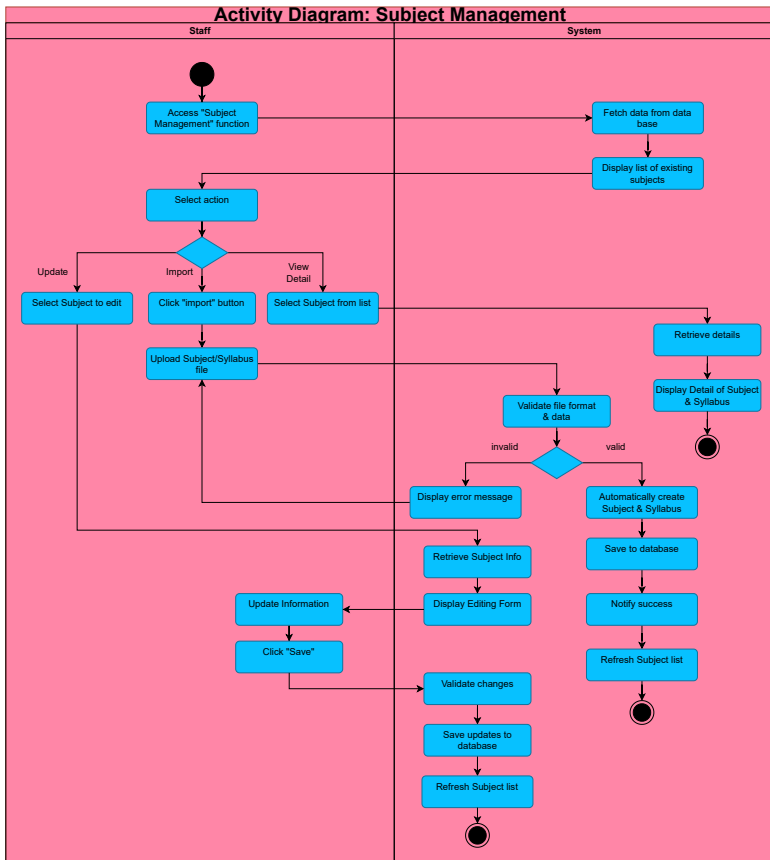 Activity Diagram: Subject Management
Staff
System
Access "Subject
Management" function
Fetch data from data
base
Display list of existing
subjects
Select action
Update
Import
View
Detail
Select Subject to edit
Click "import" button
Select Subject from list
Retrieve details
Upload Subject/Syllabus
file
Display Detail of Subject
& Syllabus
Validate file format
& data
invalid
valid
Display error message
Automatically create
Subject & Syllabus
Save to database
Retrieve Subject Info
Update Information
Display Editing Form
Notify success
Click "Save"
Refresh Subject list
Validate changes
Save updates to
database
Refresh Subject list